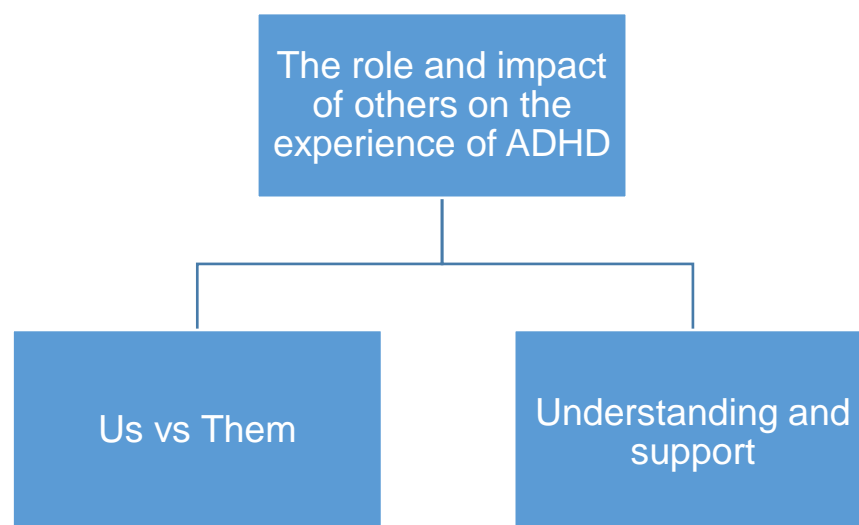 The role and impact
of others on the
experience of ADHD
Us vs Them
Understanding and
support